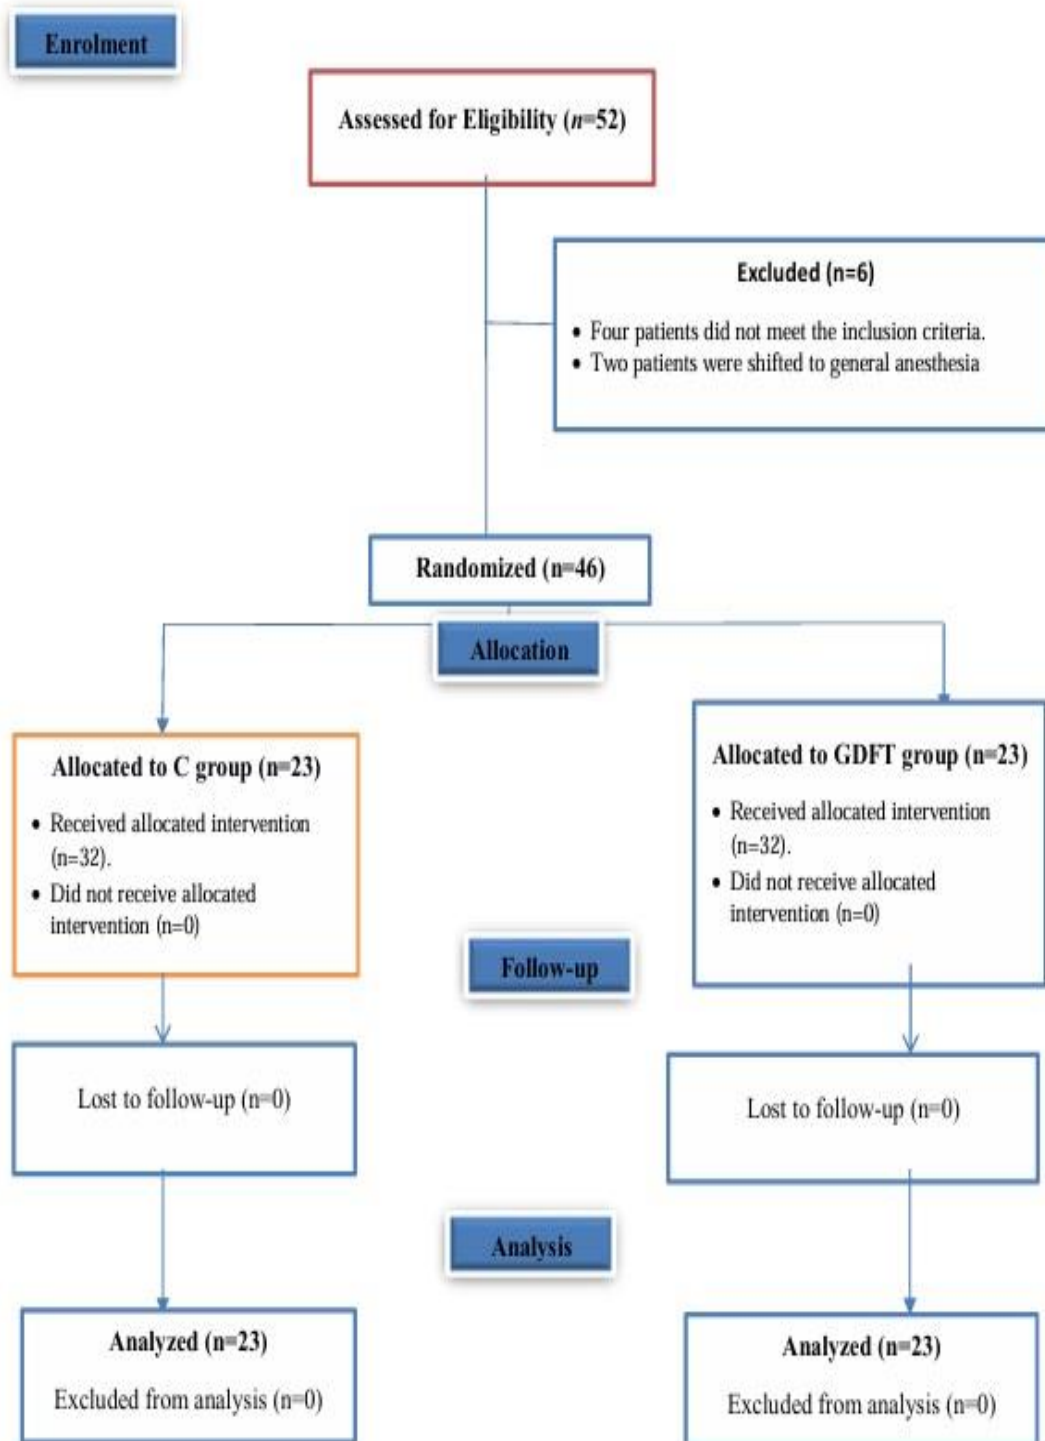 Enrolment
Assessed for Eligibility (n=52)
Excluded (n=6)
• Four patients did not meet the inclusion criteria.
• Two patients were shifted to general anesthesia
Randomized (n=46)
Allocation
Allocated to C group (n=23)
• Received allocated intervention
(n=32).
• Did not receive allocated
intervention (n=0)
Allocated to GDFT group (n=23)
• Received allocated intervention
(n=32).
• Did not receive allocated
intervention (n=0)
Follow-up
Lost to follow-up (n=0)
Lost to follow-up (n=0)
Analysis
Analyzed (n=23)
Excluded from analysis (n=0)
Analyzed (n=23)
Excluded from analysis (n=0)